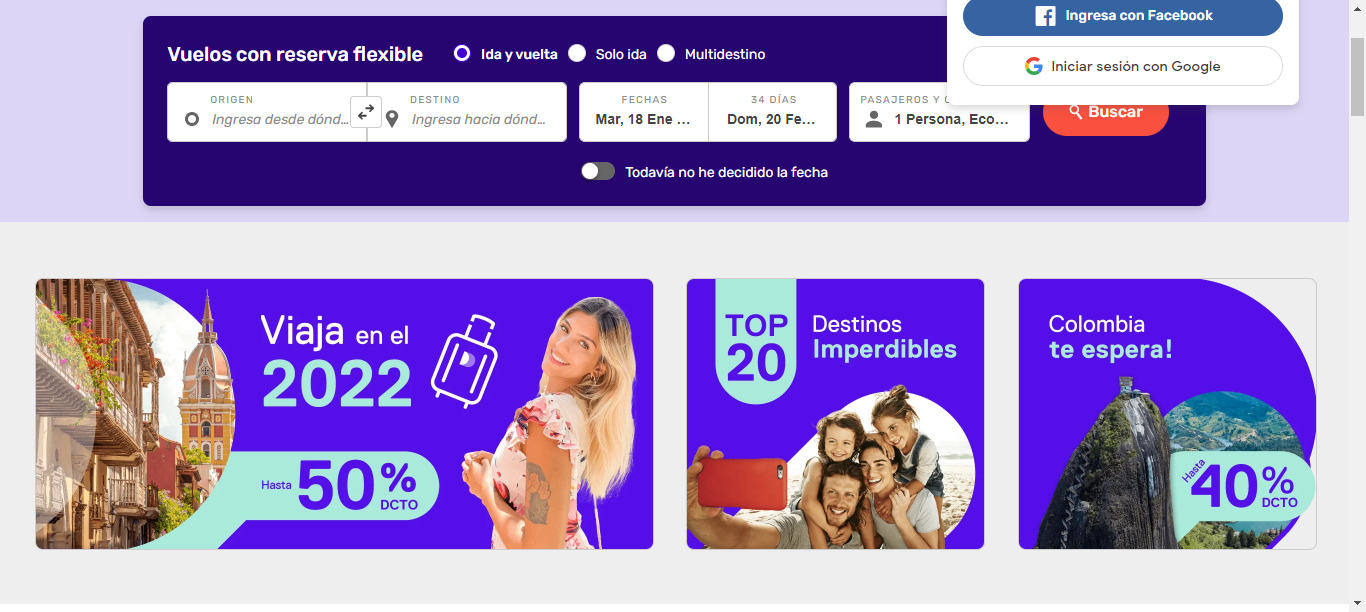 Ingresa con Facebook
Iniciar sesión con Google
Vuelos con reserva flexible
Ida y vuelta
Solo ida
Multidestino
ORIGEN
Ingresa desde dónd...
DESTINO
Ingresa hacia dónd...
FECHAS
Mar, 18 Ene ...
34 DÍAS
Dom, 20 Fe...
PASAJEROS Y
1 Persona, Eco...
Buscar
Todavía no he decidido la fecha
Viaja en el
2022
Hasta 50%
DCTO
TOP
20
Destinos
Imperdibles
Colombia
te espera!
Hasta
40%
DCTO